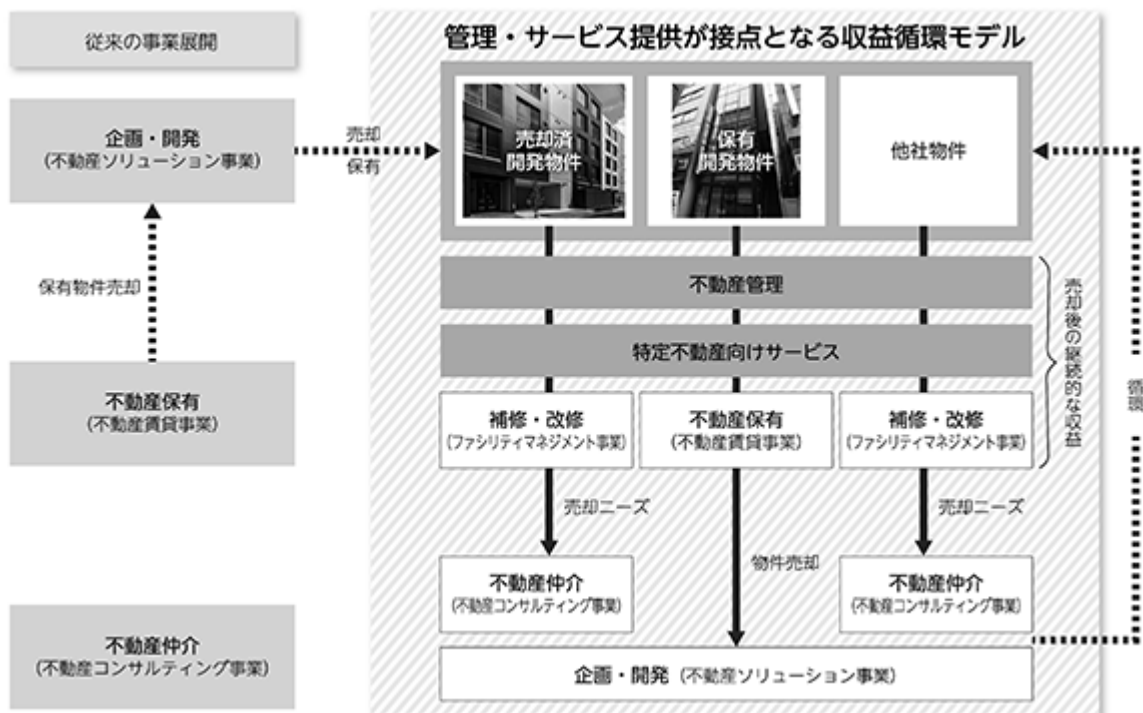 従来の事業展開
企画・開発
(不動産ソリューション事業)
保有物件売却
不動産保有
(不動産賃貸事業)
不動産仲介
(不動産コンサルティング事業)
売却
保有
管理・サービス提供が接点となる収益循環モデル
売却済
開発物件
保有
開発物件
他社物件
不動産管理
特定不動産向けサービス
補修・改修
(ファシリティマネジメント事業)
不動産保有
(不動産賃貸事業)
補修・改修
(ファシリティマネジメント事業)
売却後の継続的な収益
売却ニーズ
物件売却
売却ニーズ
不動産仲介
(不動産コンサルティング事業)
不動産仲介
(不動産コンサルティング事業)
企画・開発(不動産ソリューション事業)
循環